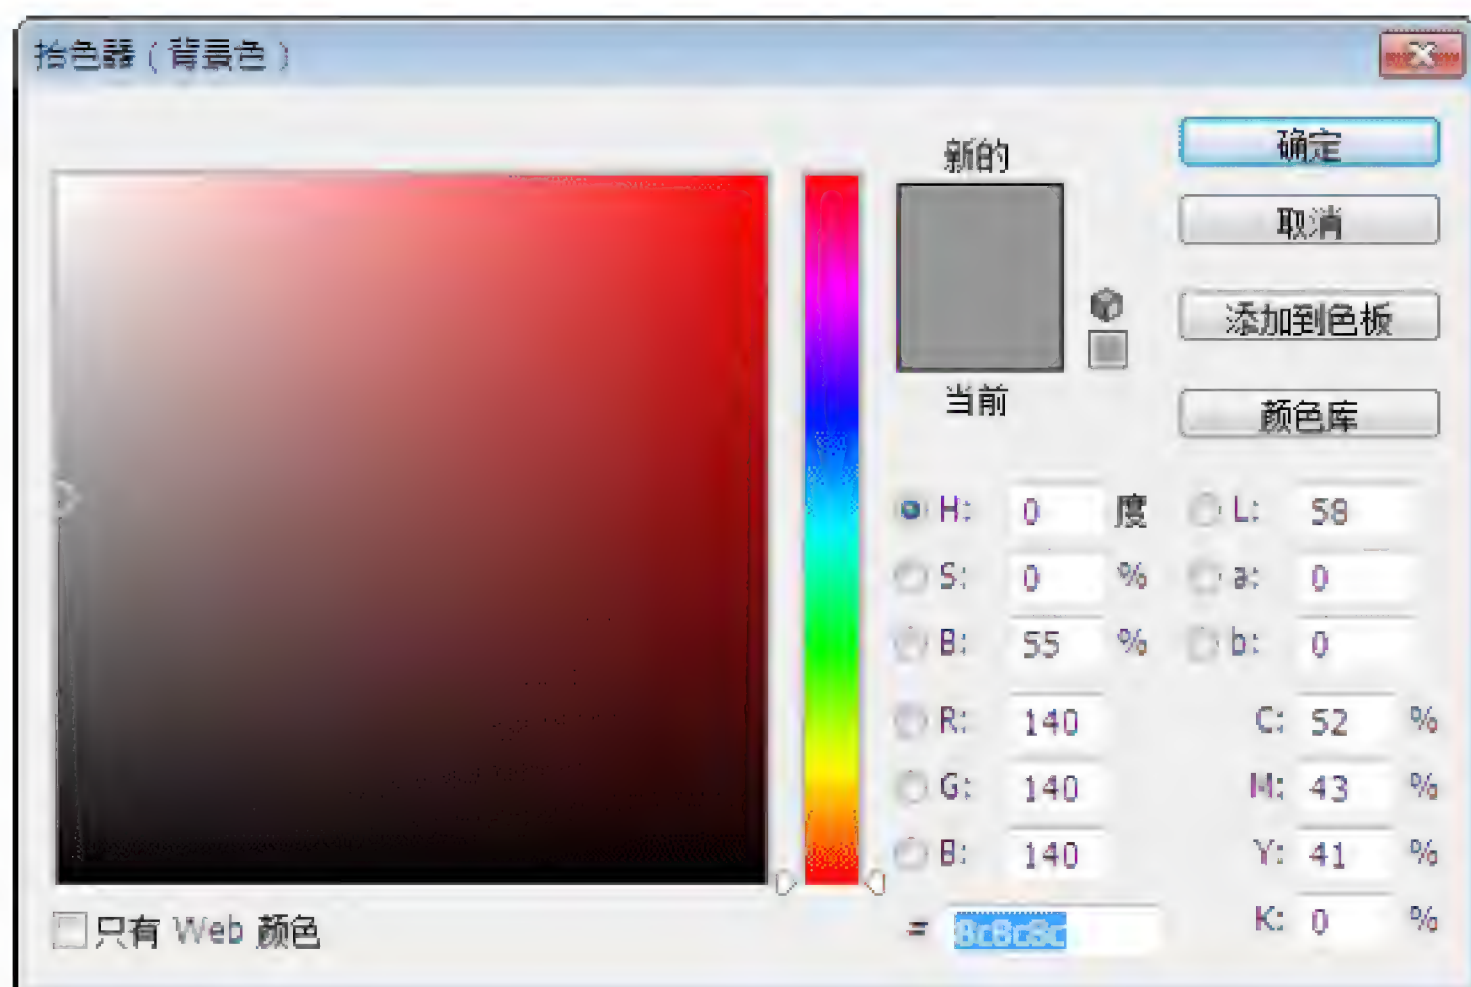 拾色器（背景色）
新的
当前
确定
取消
添加到色板
颜色库
H: 0 度 L: 58
S: 0 % a: 0
B: 55 % b: 0
R: 140 C: 52 %
G: 140 M: 43 %
B: 140 Y: 41 %
= 8c8c8c K: 0 %
只有 Web 颜色